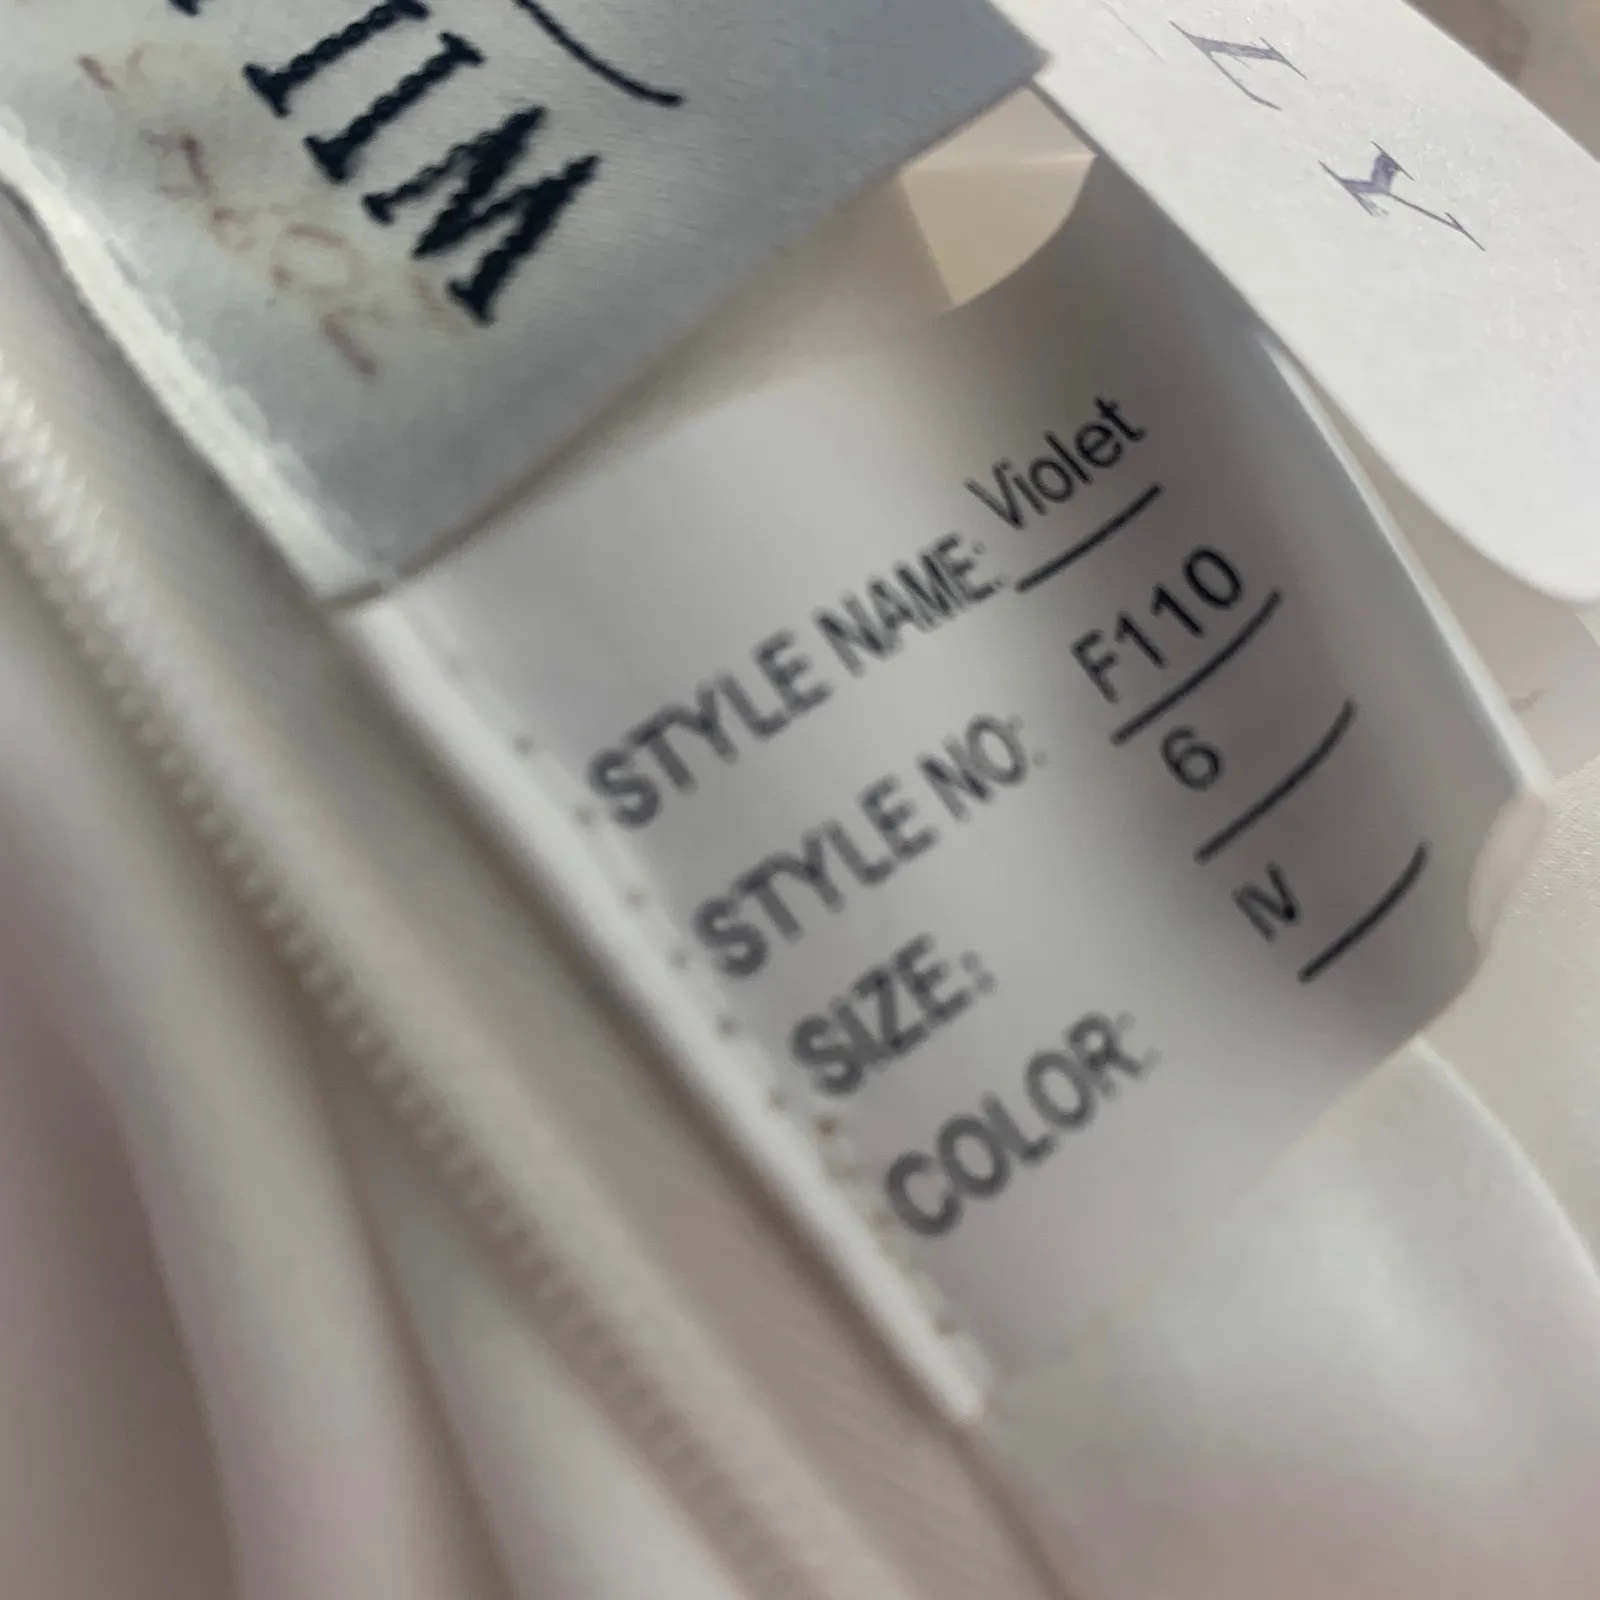 STYLE NAME: Violet
STYLE NO: F110
SIZE: 6
COLOR: IV